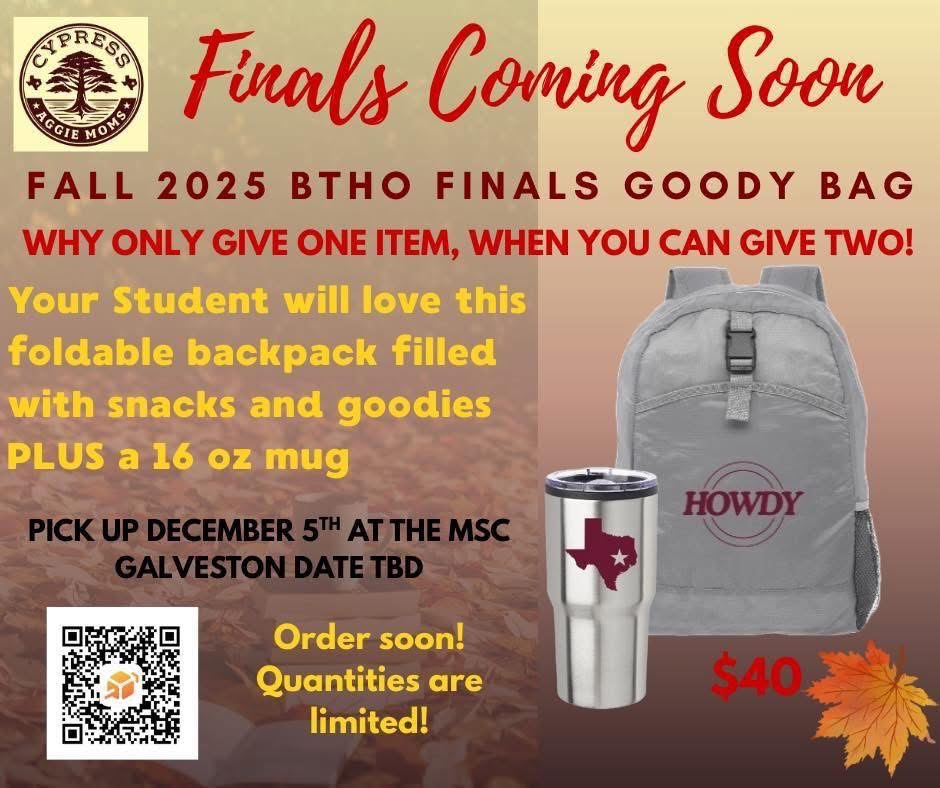 CYPRESS
AGGIE MOMS
Finals Coming Soon
FALL 2025 BTHO FINALS GOODY BAG
WHY ONLY GIVE ONE ITEM, WHEN YOU CAN GIVE TWO!
Your Student will love this
foldable backpack filled
with snacks and goodies
PLUS a 16 oz mug
HOWDY
PICK UP DECEMBER 5TH AT THE MSC
GALVESTON DATE TBD
Order soon!
Quantities are
limited!
$40